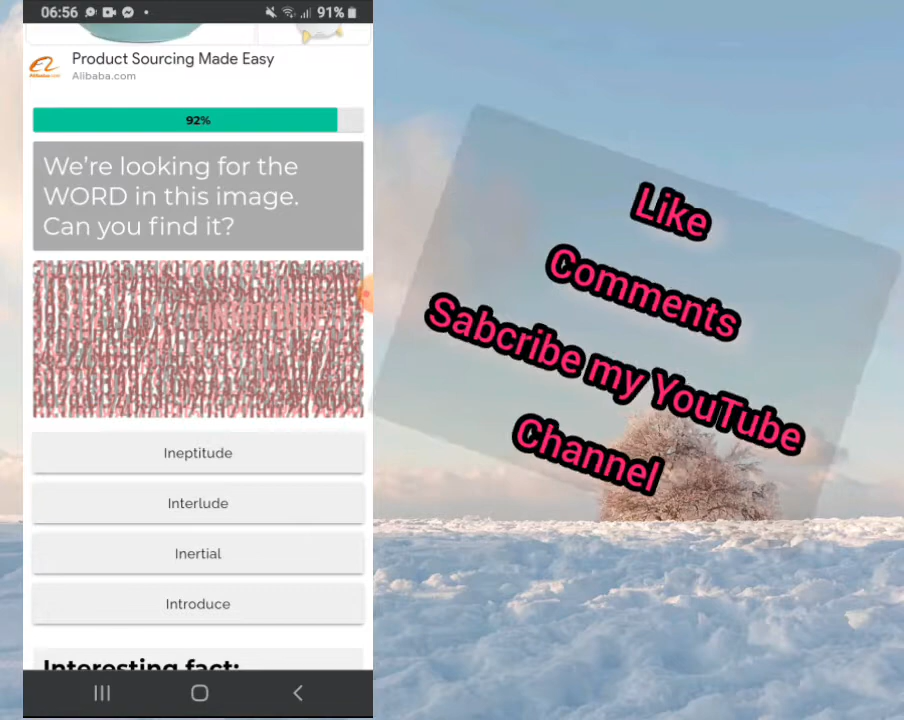 06:56
91%
Product Sourcing Made Easy
Alibaba.com
92%
We're looking for the
WORD in this image.
Can you find it?
Ineptitude
Interlude
Inertial
Introduce
Interesting fact:
Like
Comments
Sabcribe my YouTube
Channel